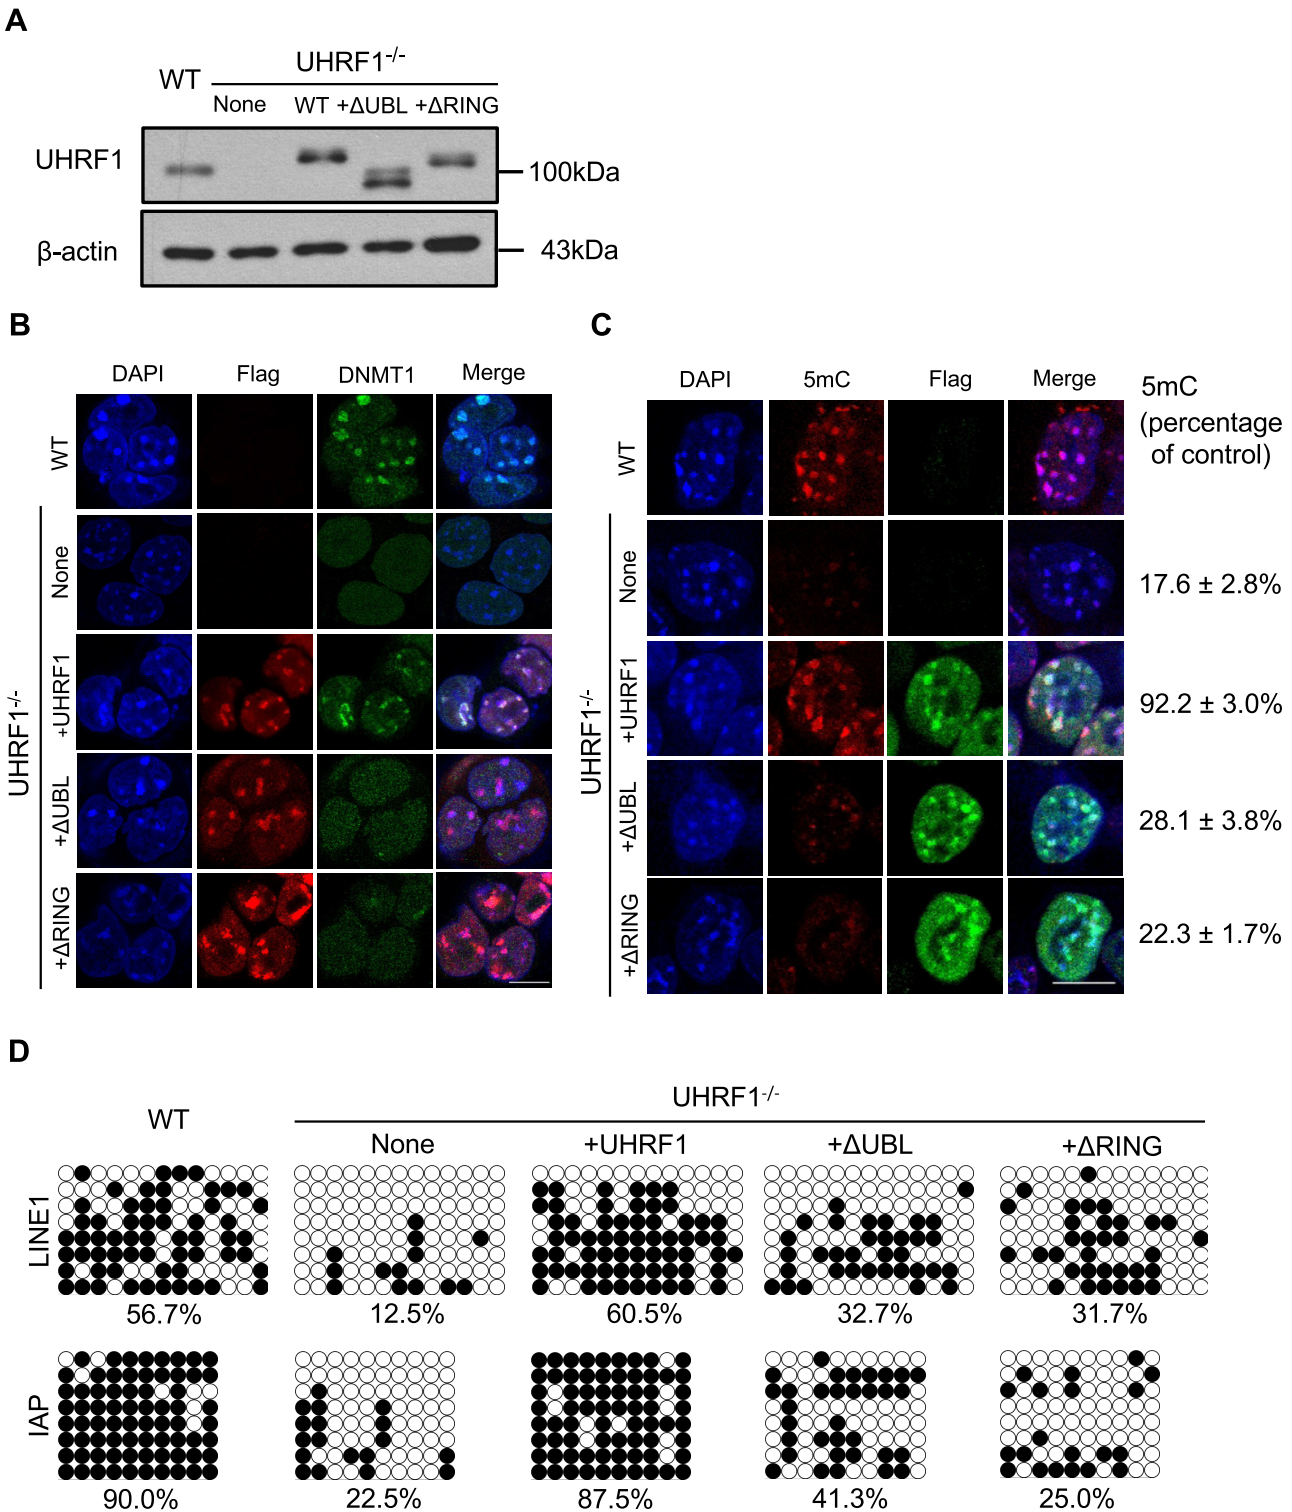 A
UHRF1-/-
WT
None WT +ΔUBL +ΔRING
UHRF1
100kDa
β-actin
43kDa
B
DAPI Flag DNMT1 Merge
WT
None
+UHRF1
+ΔUBL
+ΔRING
UHRF1-/-
C
DAPI 5mC Flag Merge
5mC
(percentage
of control)
WT
None
17.6 ± 2.8%
+UHRF1
92.2 ± 3.0%
+ΔUBL
28.1 ± 3.8%
+ΔRING
22.3 ± 1.7%
UHRF1-/-
D
UHRF1-/-
WT
None +UHRF1 +ΔUBL +ΔRING
LINE1
56.7% 12.5% 60.5% 32.7% 31.7%
IAP
90.0% 22.5% 87.5% 41.3% 25.0%